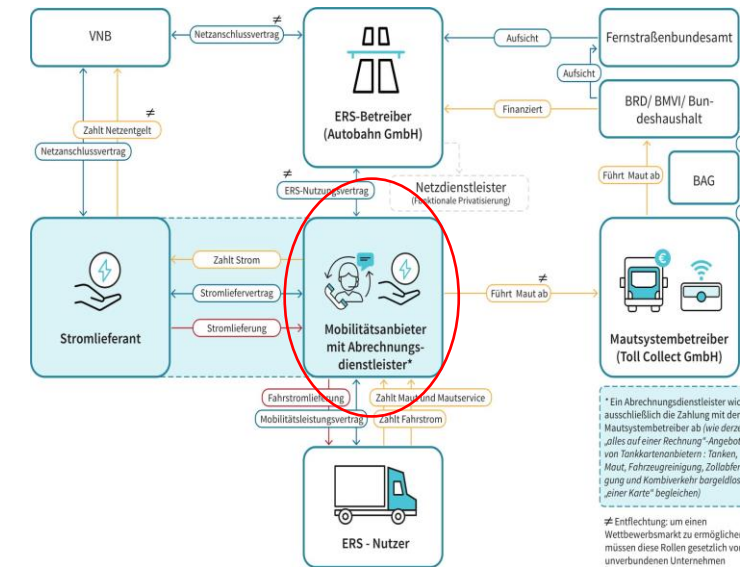 VNB
≠
Netzanschlussvertrag
ERS-Betreiber
(Autobahn GmbH)
Aufsicht
Fernstraßenbundesamt
Aufsicht
Finanziert
BRD/ BMVI/ Bun-
deshaushalt
≠
Zahlt Netzentgelt
Netzanschlussvertrag
≠
ERS-Nutzungsvertrag
Netzdienstleister
(Funktionale Privatisierung)
Führt Maut ab
BAG
Stromlieferant
Zahlt Strom
Stromliefervertrag
Stromlieferung
Mobilitätsanbieter
mit Abrechnungs-
dienstleister*
≠
Führt Maut ab
€
Mautsystembetreiber
(Toll Collect GmbH)
Fahrstromlieferung
Mobilitätsleistungsvertrag
Zahlt Maut und Mautservice
Zahlt Fahrstrom
ERS - Nutzer
* Ein Abrechnungsdienstleister
ausschließlich die Zahlung mit
Mautsystembetreiber ab (wie
„alles auf einer Rechnung“-
von Tankkartenanbietern : Tanken,
Maut, Fahrzeugreinigung,
gung und Kombiverkehr
„einer Karte“ begleichen)
≠ Entflechtung: um einen
Wettbewerbsmarkt zu
müssen diese Rollen gesetzlich
unverbundenen Unternehmen